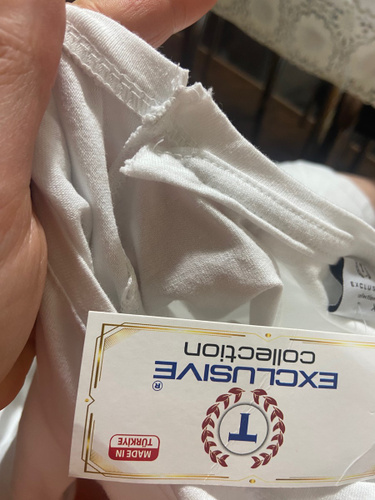 EXCLUSIVE®
collection
T
MADE IN
TÜRKİYE